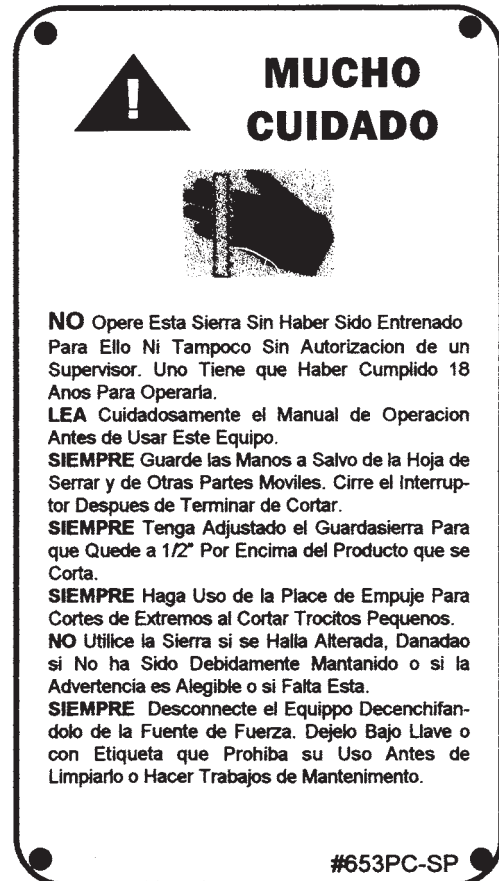 !
MUCHO
CUIDADO
NO Opere Esta Sierra Sin Haber Sido Entrenado
Para Ello Ni Tampoco Sin Autorizacion de un
Supervisor. Uno Tiene que Haber Cumplido 18
Anos Para Operarla.
LEA Cuidadosamente el Manual de Operacion
Antes de Usar Este Equipo.
SIEMPRE Guarde las Manos a Salvo de la Hoja de
Serrar y de Otras Partes Moviles. Cirre el Interrup-
tor Despues de Terminar de Cortar.
SIEMPRE Tenga Adjustado el Guardasierra Para
que Quede a 1/2" Por Encima del Producto que se
Corta.
SIEMPRE Haga Uso de la Place de Empuje Para
Cortes de Extremos al Cortar Trocitos Pequenos.
NO Utilice la Sierra si se Halla Alterada, Danadao
si No ha Sido Debidamente Mantanido o si la
Advertencia es Alegible o si Falta Esta.
SIEMPRE Desconnecte el Equippo Decenchifan-
dolo de la Fuente de Fuerza. Dejelo Bajo Llave o
con Etiqueta que Prohiba su Uso Antes de
Limpiarlo o Hacer Trabajos de Mantenimento.
#653PC-SP